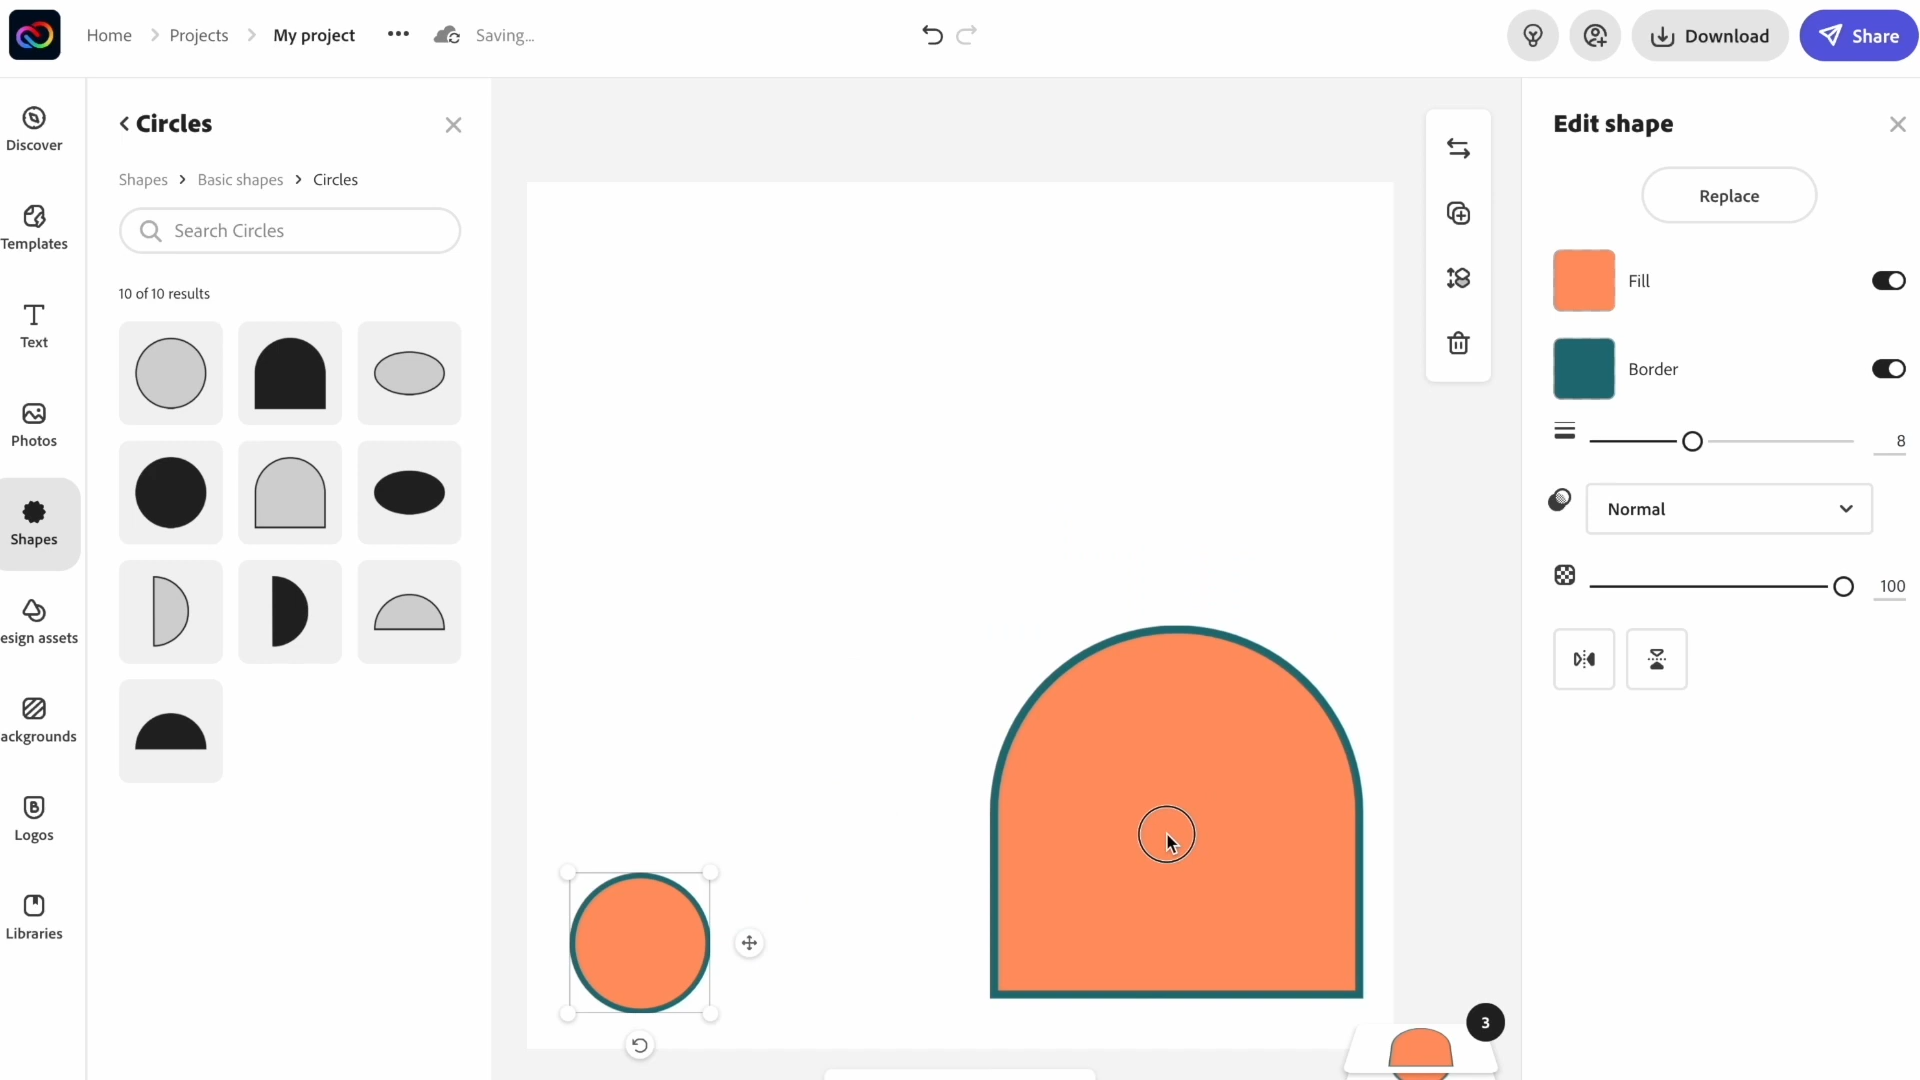 Home
Projects
My project
Saving...
Download
Share
Discover
Templates
Text
Photos
Shapes
esign assets
ackgrounds
Logos
Libraries
Circles
Shapes > Basic shapes > Circles
Search Circles
10 of 10 results
Edit shape
Replace
Fill
Border
8
Normal
100
3